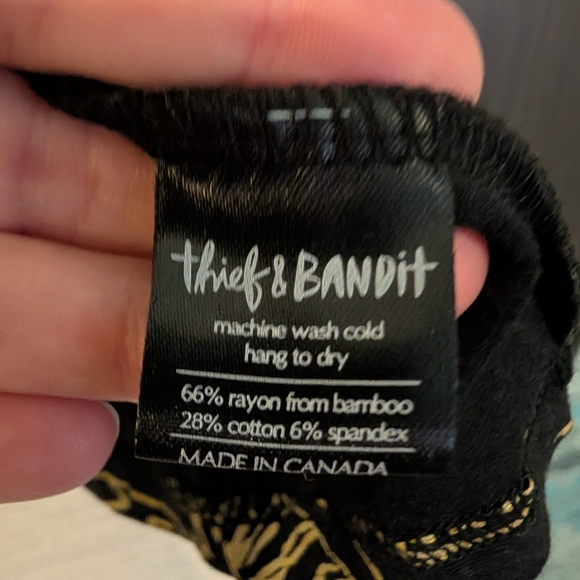 thief & BANDit
machine wash cold
hang to dry
66% rayon from bamboo
28% cotton 6% spandex
MADE IN CANADA